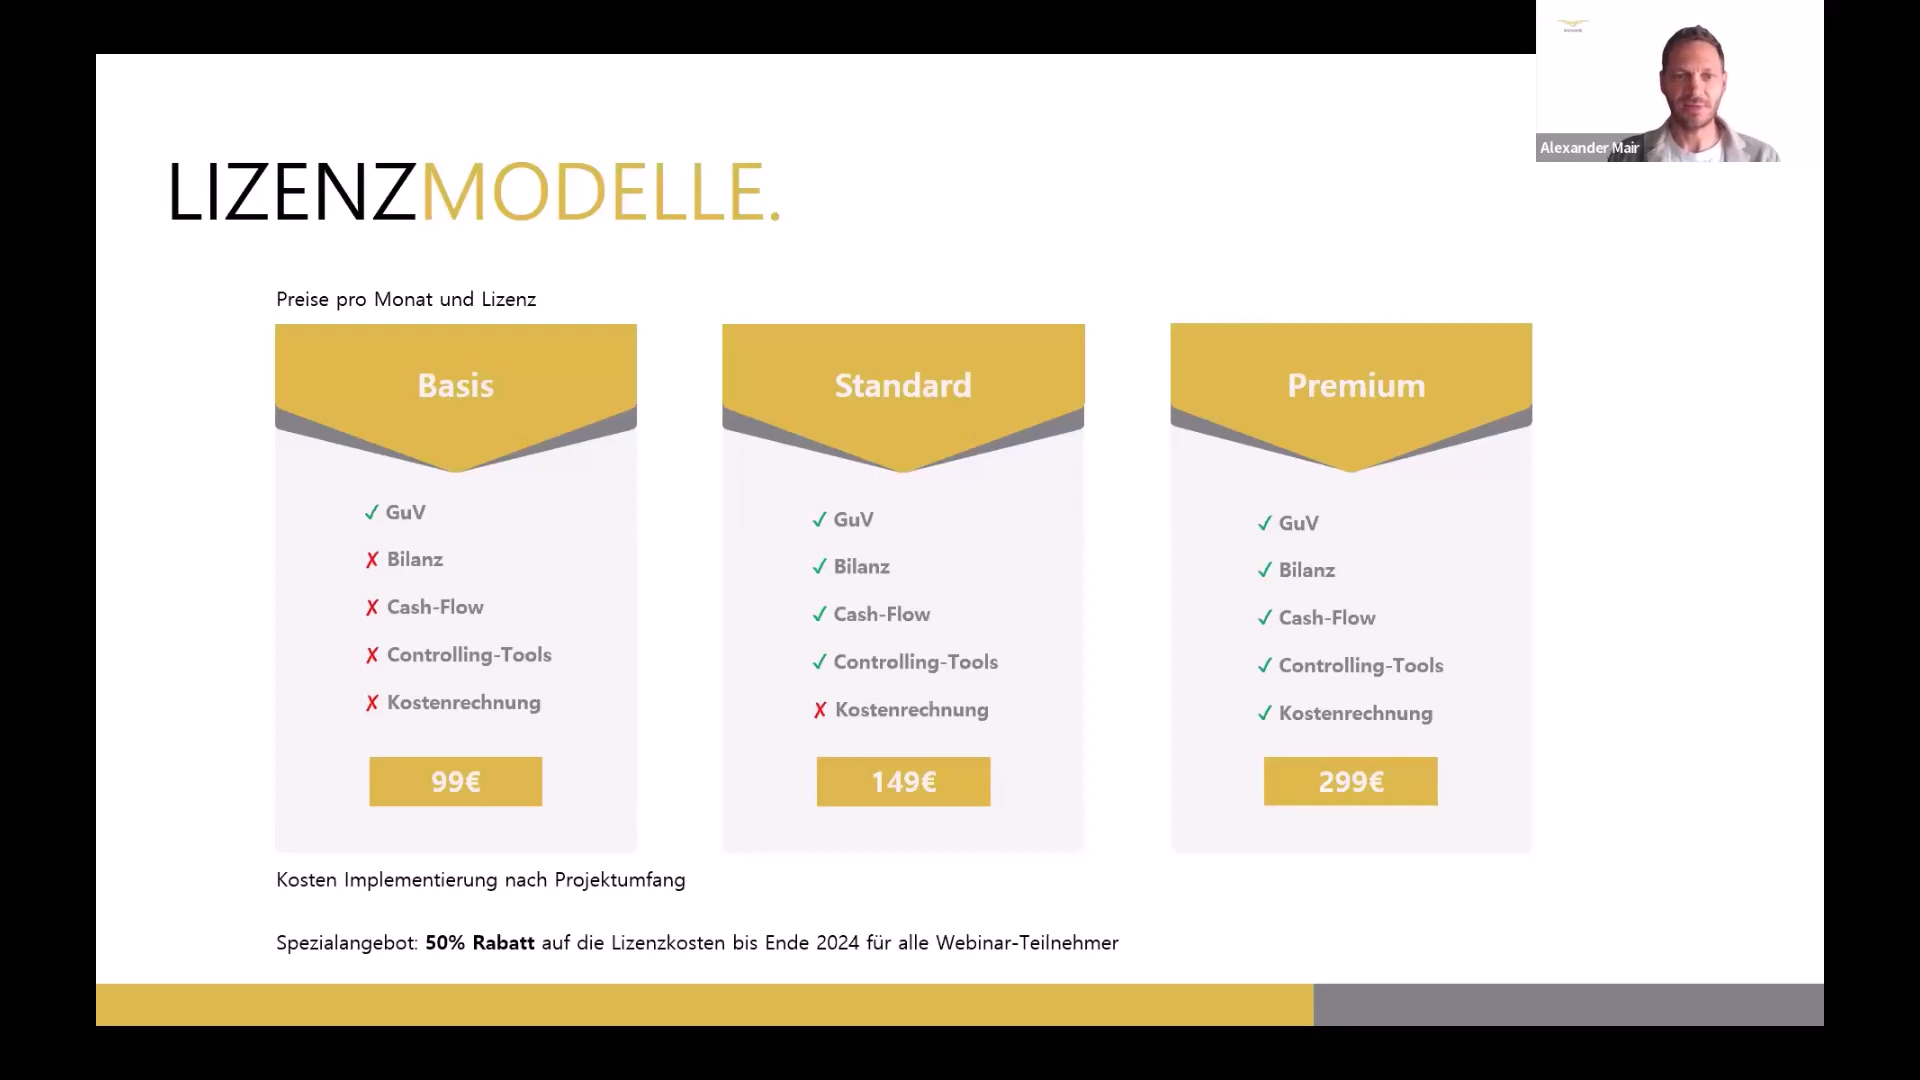 Alexander Mair
LIZENZMODELLE.
Preise pro Monat und Lizenz
Basis
✓ GuV
✗ Bilanz
✗ Cash-Flow
✗ Controlling-Tools
✗ Kostenrechnung
99€
Standard
✓ GuV
✓ Bilanz
✓ Cash-Flow
✓ Controlling-Tools
✗ Kostenrechnung
149€
Premium
✓ GuV
✓ Bilanz
✓ Cash-Flow
✓ Controlling-Tools
✓ Kostenrechnung
299€
Kosten Implementierung nach Projektumfang
Spezialangebot: 50% Rabatt auf die Lizenzkosten bis Ende 2024 für alle Webinar-Teilnehmer